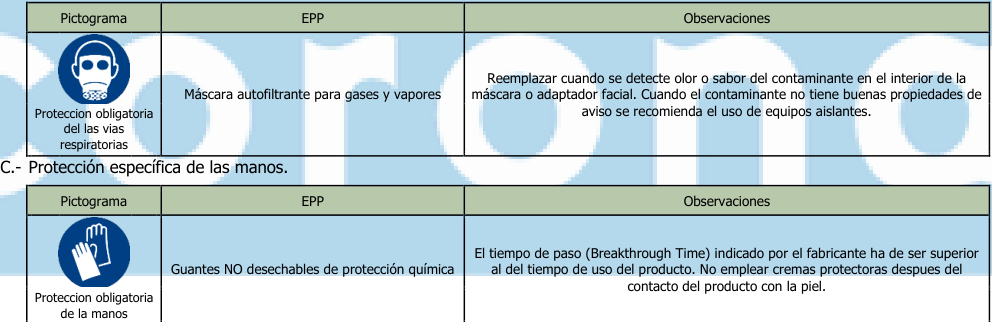 Pictograma EPP Observaciones
Proteccion obligatoria
del las vias
respiratorias
Máscara autofiltrante para gases y vapores
Reemplazar cuando se detecte olor o sabor del contaminante en el interior de la
máscara o adaptador facial. Cuando el contaminante no tiene buenas propiedades de
aviso se recomienda el uso de equipos aislantes.
C.- Protección específica de las manos.
Pictograma EPP Observaciones
Proteccion obligatoria
de la manos
Guantes NO desechables de protección química
El tiempo de paso (Breakthrough Time) indicado por el fabricante ha de ser superior
al del tiempo de uso del producto. No emplear cremas protectoras despues del
contacto del producto con la piel.